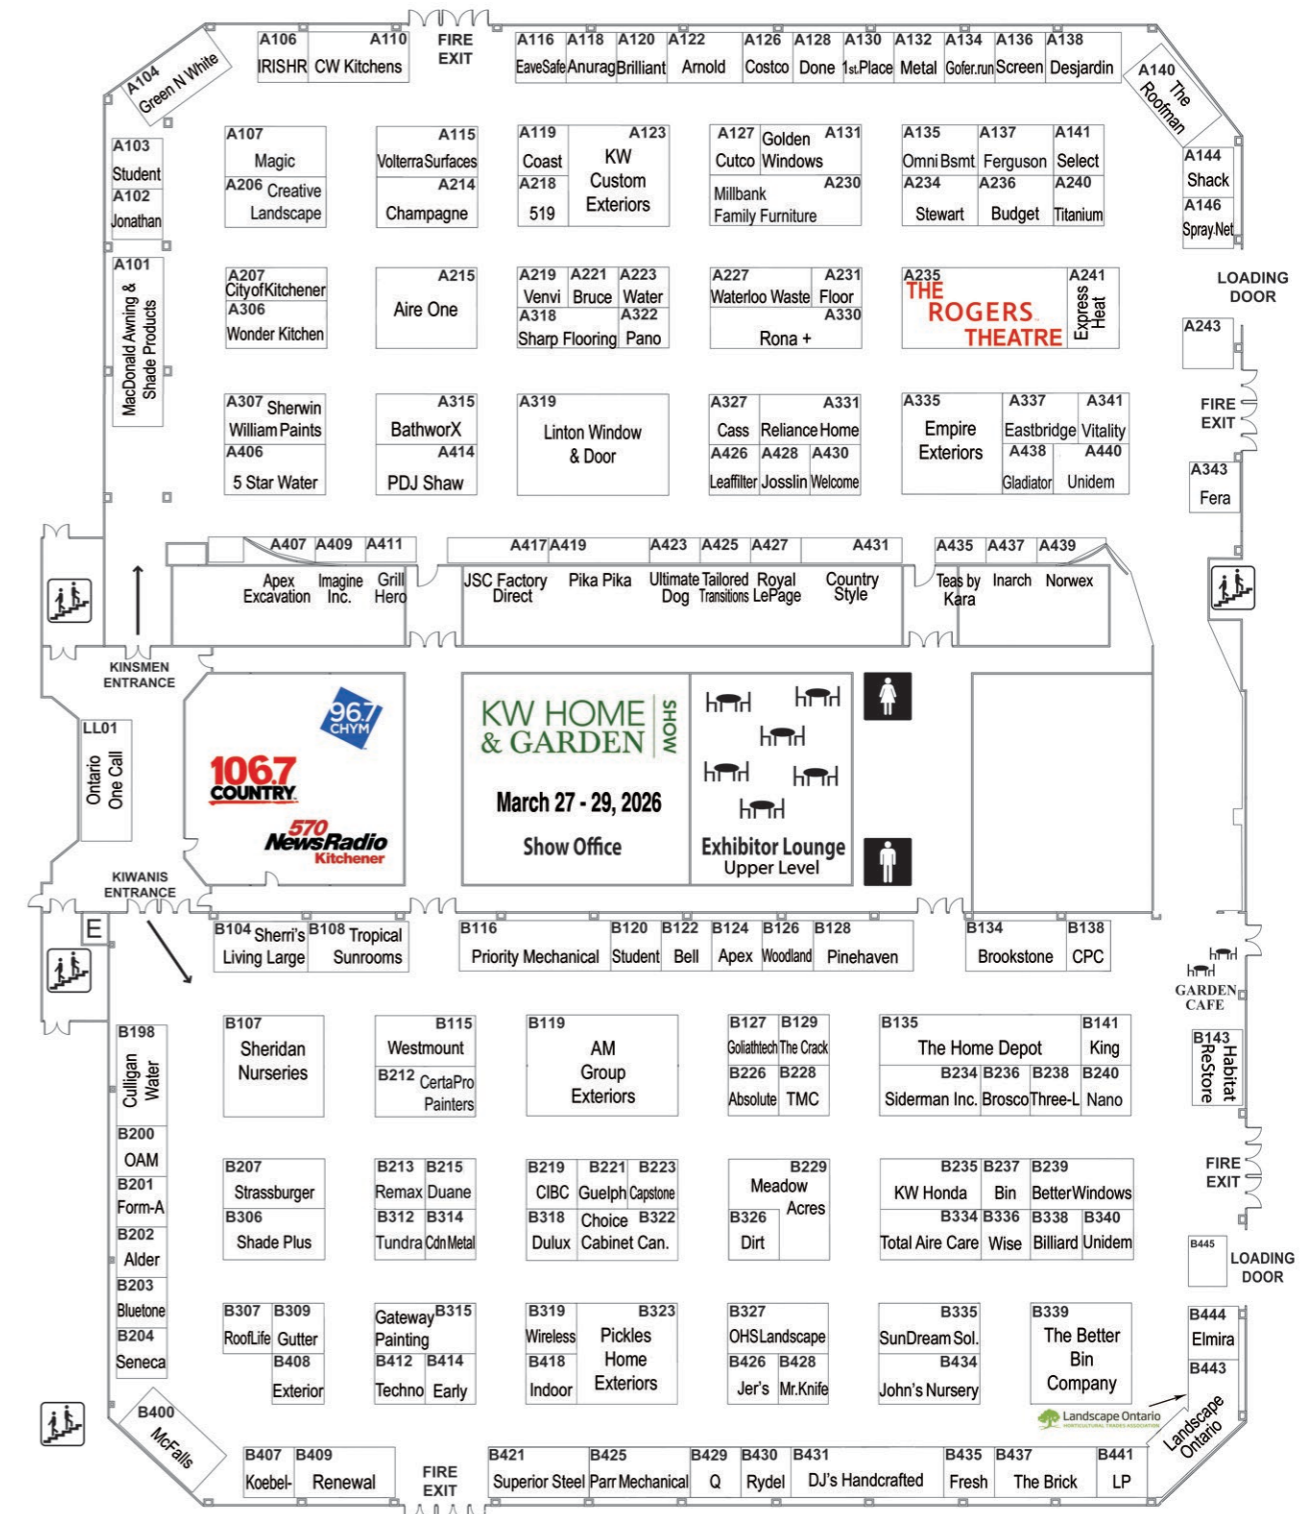 A106
IRISHR
A110
CW Kitchens
FIRE
EXIT
A116
EaveSafe
A118
Anurag
A120
Brilliant
A122
Arnold
A126
Costco
A128
Done
A130
1st.Place
A132
Metal
A134
Gofer.run
A136
Screen
A138
Desjardin
A104
Green N White
A140
The
Roofman
A103
Student
A102
Jonathan
A107
Magic
A206 Creative
Landscape
A115
Volterra Surfaces
A214
Champagne
A119
Coast
A218
519
A123
KW
Custom
Exteriors
A127
Cutco
Golden A131
Windows
A230
Millbank
Family Furniture
A135
Omni Bsmt
A137
Ferguson
A141
Select
A234
Stewart
A236
Budget
A240
Titanium
A144
Shack
A146
Spray.Net
LOADING
DOOR
A101
MacDonald Awning &
Shade Products
A207
CityofKitchener
A306
Wonder Kitchen
A215
Aire One
A219
Venvi
A221
Bruce
A223
Water
A318
Sharp Flooring
A322
Pano
A227
Waterloo Waste
A231
Floor
A330
Rona +
A235
THE
ROGERS
THEATRE
A241
Express
Heat
A243
FIRE
EXIT
A307 Sherwin
William Paints
A406
5 Star Water
A315
BathworX
A414
PDJ Shaw
A319
Linton Window
& Door
A327
Cass
A331
Reliance Home
A426
Leaffilter
A428
Josslin
A430
Welcome
A335
Empire
Exteriors
A337
Eastbridge
A341
Vitality
A438
Gladiator
A440
Unidem
A343
Fera
A407
Apex
Excavation
A409
Imagine
Inc.
A411
Grill
Hero
A417
JSC Factory
Direct
A419
Pika Pika
A423
Ultimate
Dog
A425
Tailored
Transitions
A427
Royal
LePage
A431
Country
Style
A435
Teas by
Kara
A437
Inarch
A439
Norwex
KINSMEN
ENTRANCE
LL01
Ontario
One Call
96.7
CHYM
106.7
COUNTRY
570
NewsRadio
Kitchener
KW HOME
& GARDEN
SHOW
March 27 - 29, 2026
Show Office
Exhibitor Lounge
Upper Level
KIWANIS
ENTRANCE
E
B104 Sherri's
Living Large
B108 Tropical
Sunrooms
B116
Priority Mechanical
B120
Student
B122
Bell
B124
Apex
B126
Woodland
B128
Pinehaven
B134
Brookstone
B138
CPC
GARDEN
CAFE
B198
Culligan
Water
B107
Sheridan
Nurseries
B115
Westmount
B212 CertaPro
Painters
B119
AM
Group
Exteriors
B127
Goliathtech
B129
The Crack
B226
Absolute
B228
TMC
B135
The Home Depot
B141
King
B234
Siderman Inc.
B236
Brosco
B238
Three-L
B240
Nano
B143
Habitat
ReStore
B200
OAM
B201
Form-A
B202
Alder
B203
Bluetone
B204
Seneca
B207
Strassburger
B306
Shade Plus
B213
Remax
B215
Duane
B312
Tundra
B314
Cdn Metal
B219
CIBC
B221
Guelph
B223
Capstone
B318
Dulux
Choice B322
Cabinet Can.
B229
Meadow
Acres
B326
Dirt
B235
KW Honda
B237
Bin
B239
Better Windows
B334
Total Aire Care
B336
Wise
B338
Billiard
B340
Unidem
FIRE
EXIT
B445
LOADING
DOOR
B307
RoofLife
B309
Gutter
B408
Exterior
Gateway B315
Painting
B412
Techno
B414
Early
B319
Wireless
B418
Indoor
B323
Pickles
Home
Exteriors
B327
OHS Landscape
B426
Jer's
B428
Mr.Knife
B335
SunDream Sol.
B434
John's Nursery
B339
The Better
Bin
Company
B444
Elmira
B443
Landscape
Ontario
Landscape Ontario
HORTICULTURAL TRADES ASSOCIATION
B400
McFalls
B407
Koebel-
B409
Renewal
FIRE
EXIT
B421
Superior Steel
B425
Parr Mechanical
B429
Q
B430
Rydel
B431
DJ's Handcrafted
B435
Fresh
B437
The Brick
B441
LP